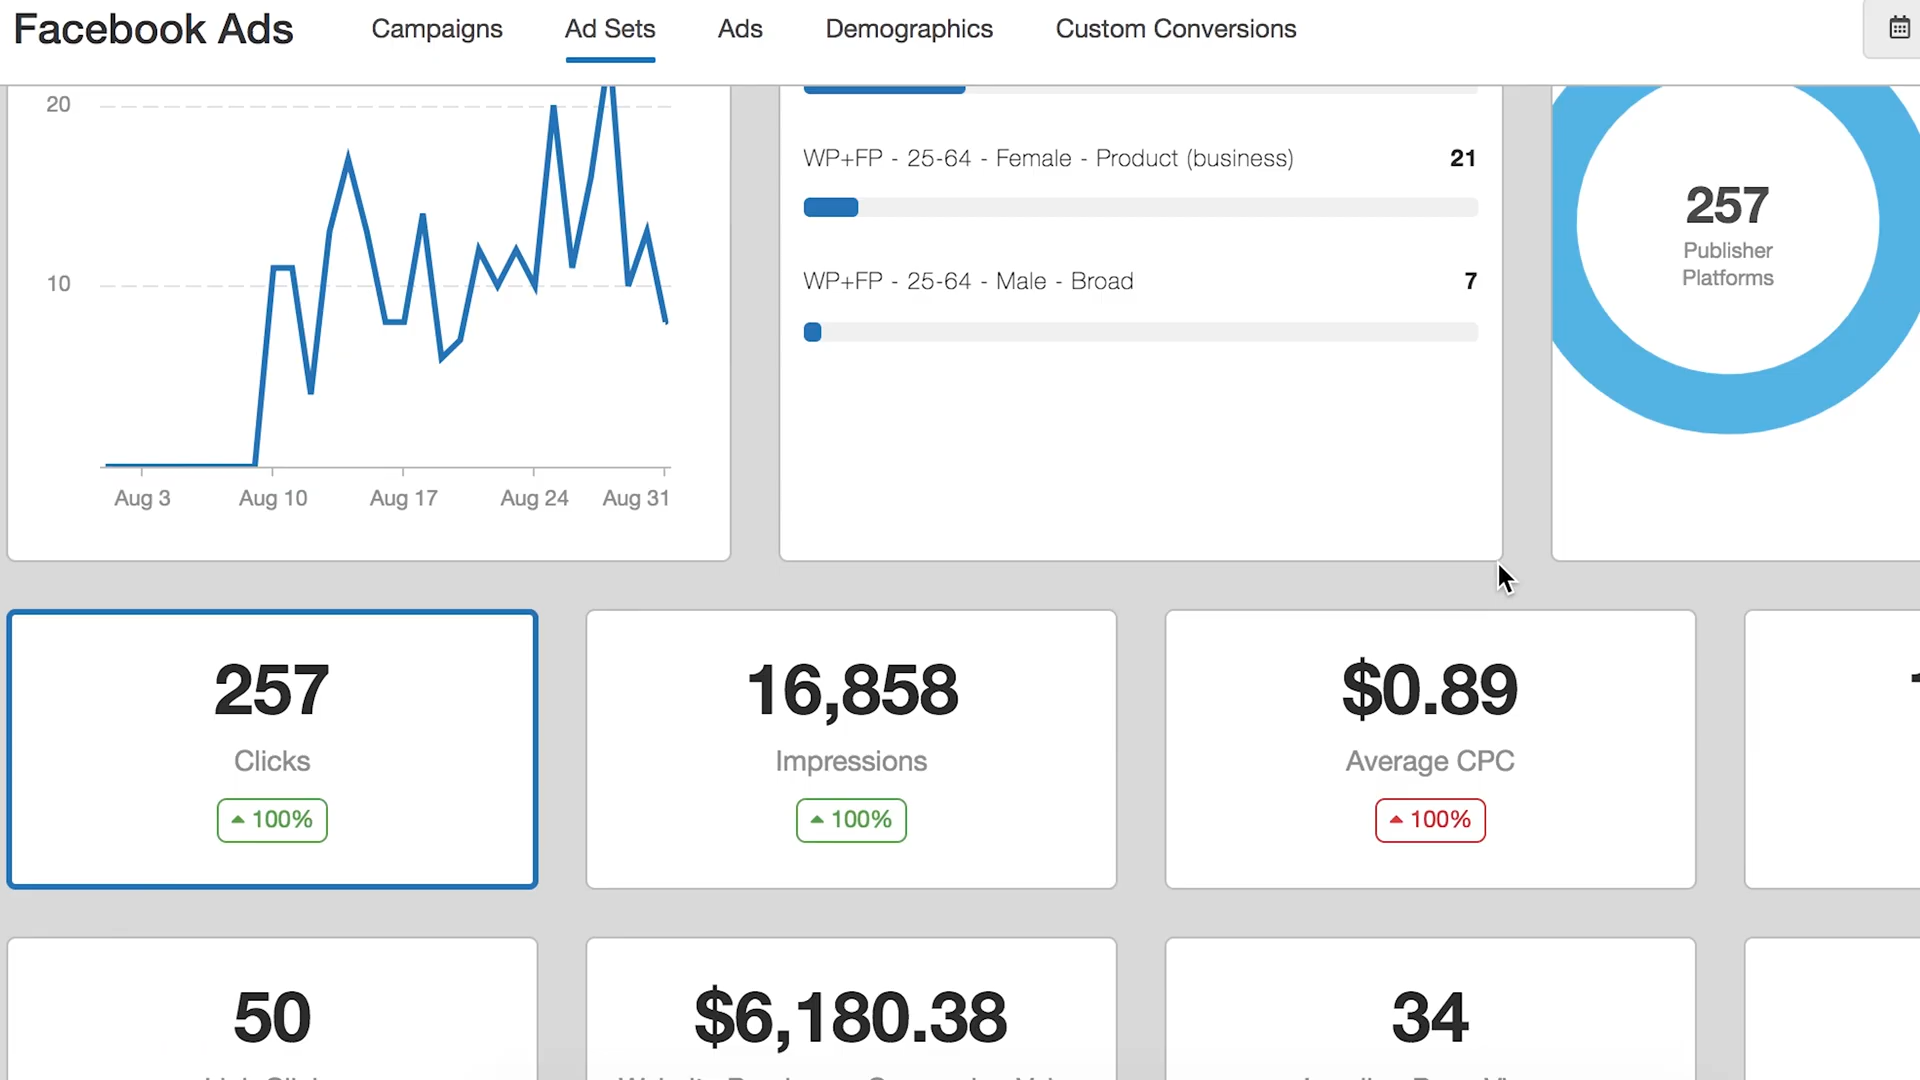 Facebook Ads
Campaigns
Ad Sets
Ads
Demographics
Custom Conversions
20
10
Aug 3
Aug 10
Aug 17
Aug 24
Aug 31
WP+FP - 25-64 - Female - Product (business)
21
WP+FP - 25-64 - Male - Broad
7
257
Publisher
Platforms
257
Clicks
100%
16,858
Impressions
100%
$0.89
Average CPC
100%
50
$6,180.38
34